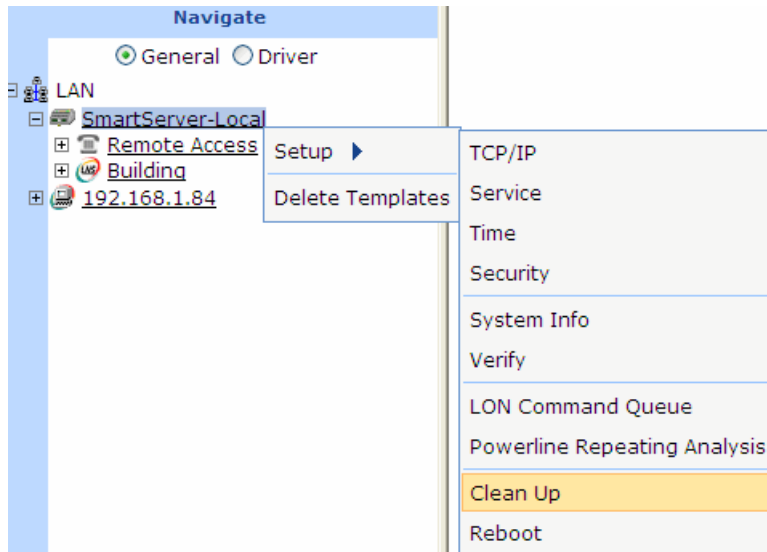 Navigate
General Driver
LAN
SmartServer-Local
Remote Access
Building
192.168.1.84
Setup
Delete Templates
TCP/IP
Service
Time
Security
System Info
Verify
LON Command Queue
Powerline Repeating Analysis
Clean Up
Reboot